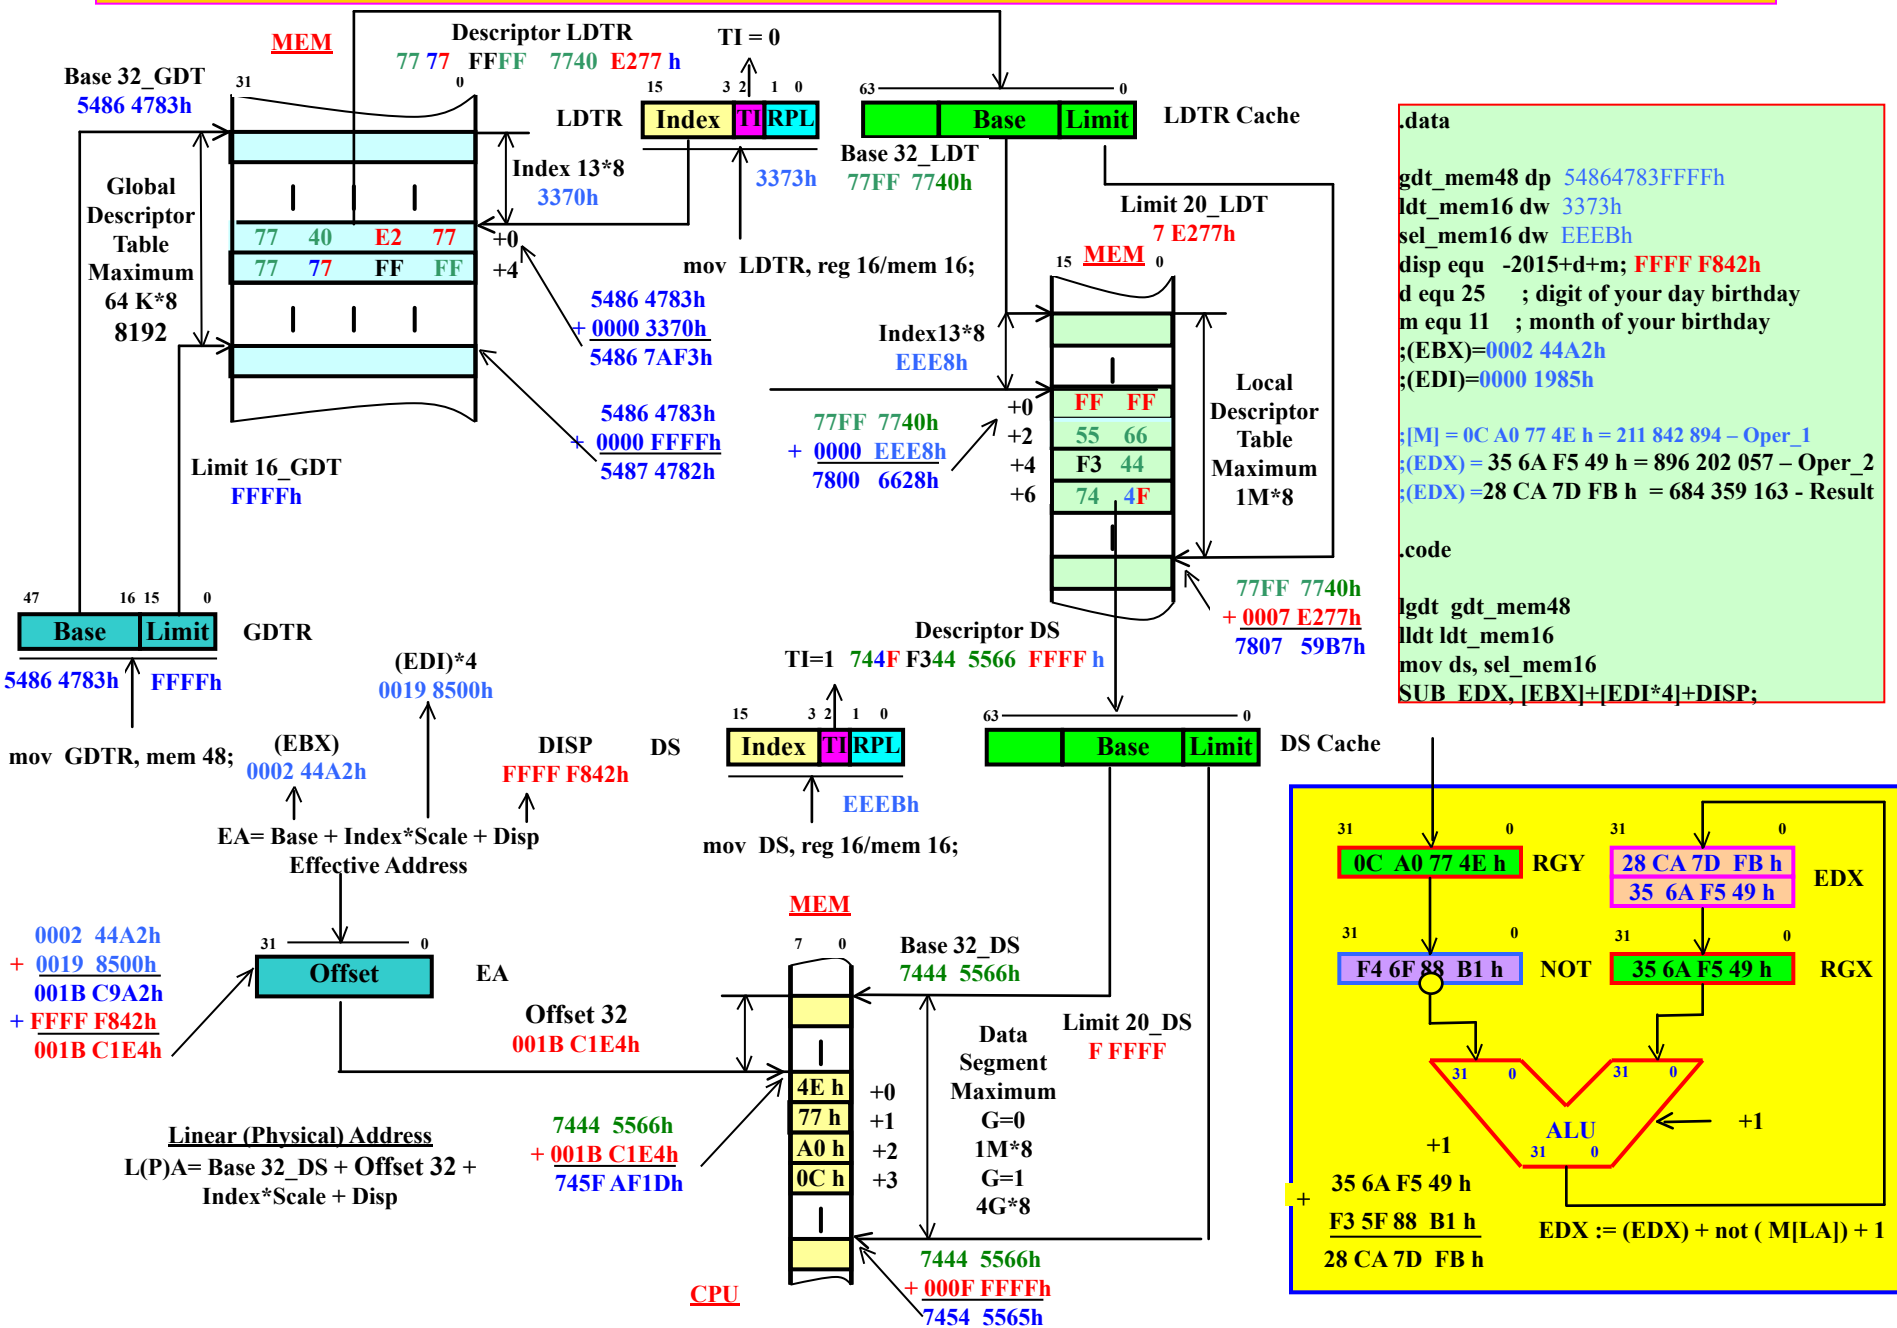 MEM
Descriptor LDTR
77 77 FFFF 7740 E277 h
TI = 0
Base 32_GDT
5486 4783h
31 0
15 3 2 1 0
LDTR
Index TI RPL
63 0
Base Limit
LDTR Cache
Global
Descriptor
Table
Maximum
64 K*8
8192
Index 13*8
3370h
3373h
Base 32_LDT
77FF 7740h
77 40 E2 77
+0
77 77 FF FF
+4
mov LDTR, reg 16/mem 16;
Limit 20_LDT
7 E277h
5486 4783h
+ 0000 3370h
5486 7AF3h
15 MEM 0
Index13*8
EEE8h
5486 4783h
+ 0000 FFFFh
5487 4782h
Limit 16_GDT
FFFFh
77FF 7740h
+ 0000 EEE8h
7800 6628h
+0
FF FF
+2
55 66
+4
F3 44
+6
74 4F
Local
Descriptor
Table
Maximum
1M*8
77FF 7740h
+ 0007 E277h
7807 59B7h
.data
gdt_mem48 dp 54864783FFFFh
ldt_mem16 dw 3373h
sel_mem16 dw EEEBh
disp equ -2015+d+m; FFFF F842h
d equ 25 ; digit of your day birthday
m equ 11 ; month of your birthday
;(EBX)=0002 44A2h
;(EDI)=0000 1985h
;[M] = 0C A0 77 4E h = 211 842 894 – Oper_1
;(EDX) = 35 6A F5 49 h = 896 202 057 – Oper_2
;(EDX) =28 CA 7D FB h = 684 359 163 - Result
.code
lgdt gdt_mem48
lldt ldt_mem16
mov ds, sel_mem16
SUB EDX, [EBX]+[EDI*4]+DISP;
47 16 15 0
Base Limit
GDTR
5486 4783h FFFFh
mov GDTR, mem 48;
(EDI)*4
0019 8500h
(EBX)
0002 44A2h
DISP
FFFF F842h
EA= Base + Index*Scale + Disp
Effective Address
Descriptor DS
TI=1 744F F344 5566 FFFF h
15 3 2 1 0
DS
Index TI RPL
EEEBh
mov DS, reg 16/mem 16;
63 0
Base Limit
DS Cache
0002 44A2h
+ 0019 8500h
001B C9A2h
+ FFFF F842h
001B C1E4h
31 0
Offset
EA
Offset 32
001B C1E4h
MEM
7 0
Base 32_DS
7444 5566h
Data
Segment
Maximum
G=0
1M*8
G=1
4G*8
Limit 20_DS
F FFFF
4E h
+0
77 h
+1
A0 h
+2
0C h
+3
Linear (Physical) Address
L(P)A= Base 32_DS + Offset 32 +
Index*Scale + Disp
7444 5566h
+ 001B C1E4h
745F AF1Dh
7444 5566h
+ 000F FFFFh
7454 5565h
CPU
31 0
0C A0 77 4E h
RGY
31 0
28 CA 7D FB h
35 6A F5 49 h
EDX
31 0
F4 6F 88 B1 h
NOT
31 0
35 6A F5 49 h
RGX
31 0
31 0
ALU
31 0
+1
+1
35 6A F5 49 h
+
F3 5F 88 B1 h
28 CA 7D FB h
EDX := (EDX) + not ( M[LA]) + 1